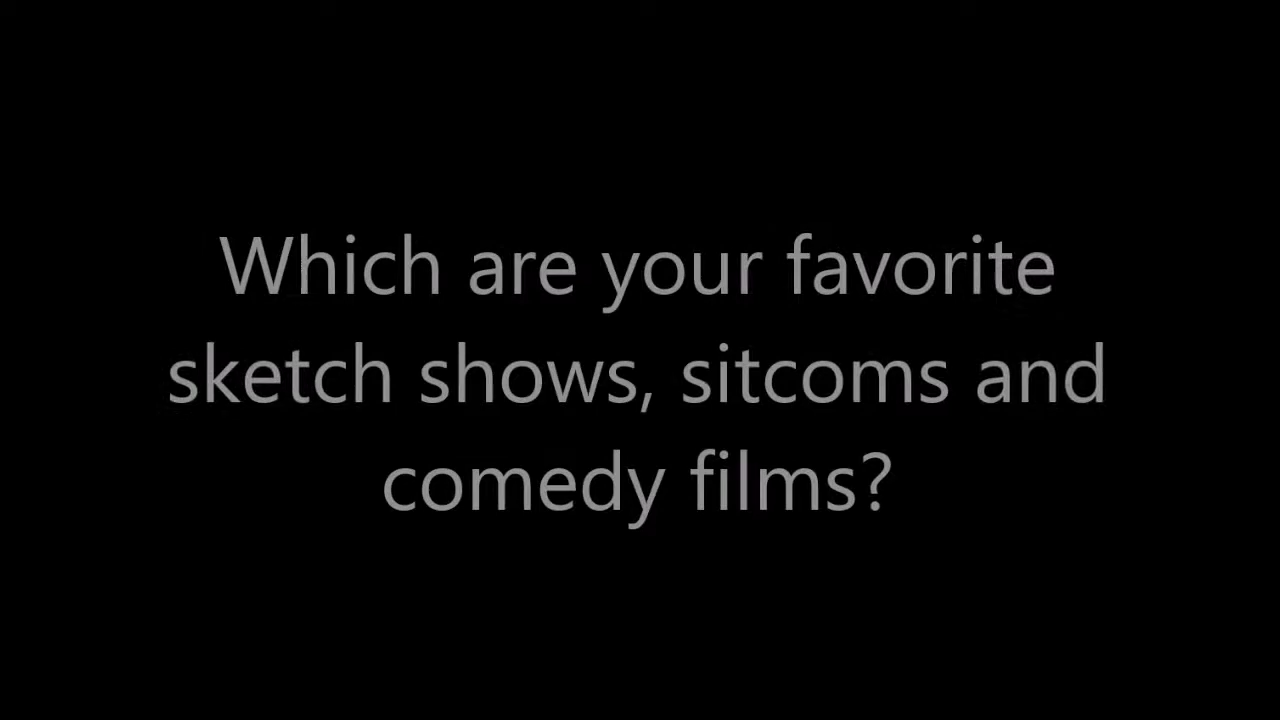 Which are your favorite
sketch shows, sitcoms and
comedy films?